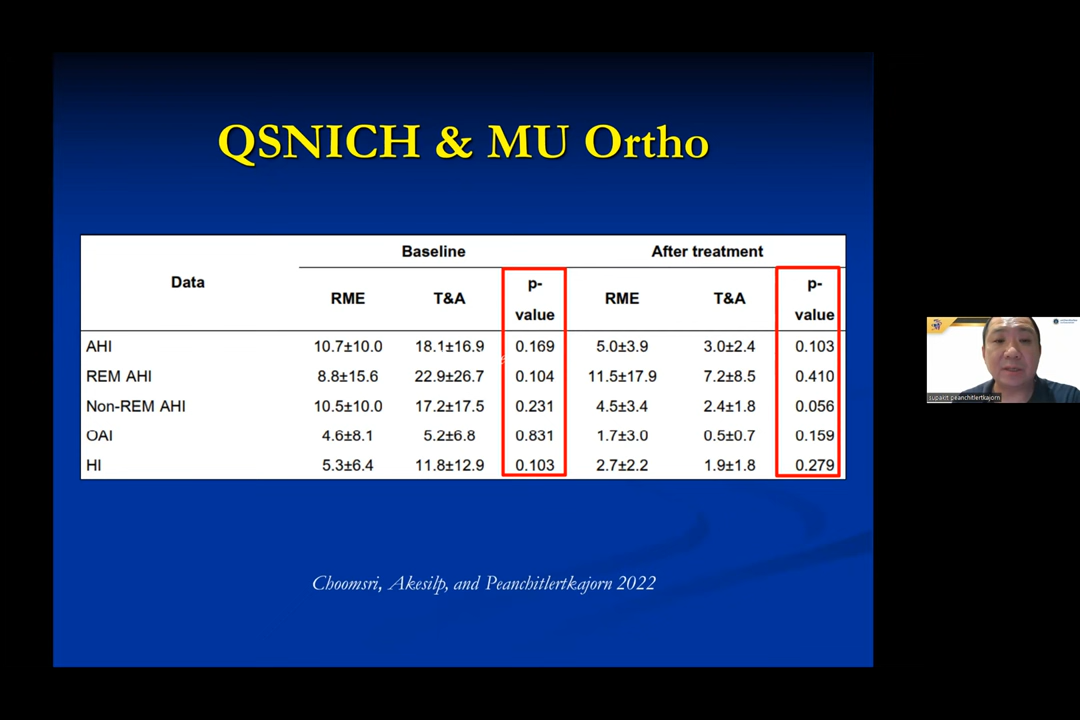 QSNICH & MU Ortho
Data Baseline After treatment
RME T&A p-value RME T&A p-value
AHI 10.7±10.0 18.1±16.9 0.169 5.0±3.9 3.0±2.4 0.103
REM AHI 8.8±15.6 22.9±26.7 0.104 11.5±17.9 7.2±8.5 0.410
Non-REM AHI 10.5±10.0 17.2±17.5 0.231 4.5±3.4 2.4±1.8 0.056
OAI 4.6±8.1 5.2±6.8 0.831 1.7±3.0 0.5±0.7 0.159
HI 5.3±6.4 11.8±12.9 0.103 2.7±2.2 1.9±1.8 0.279
Choomsri, Akesilp, and Peanchitlertkajorn 2022
supakit peanchitlertkajorn